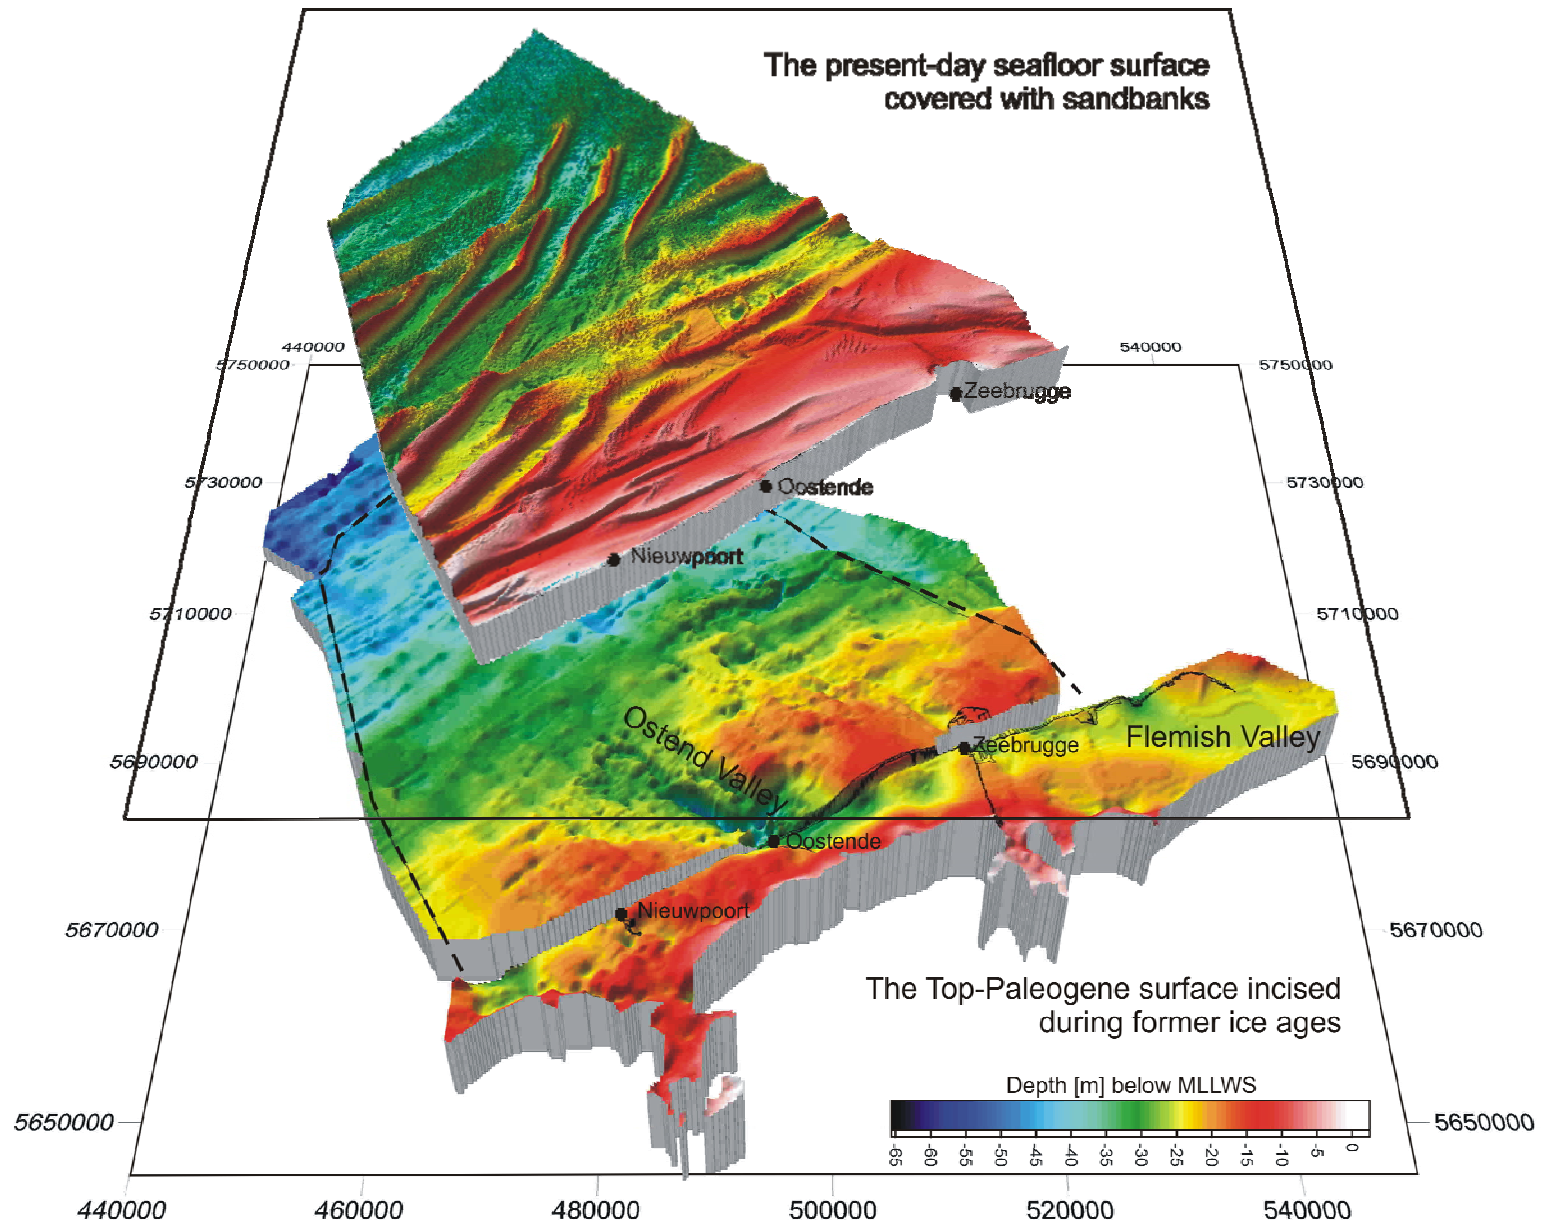 The present-day seafloor surface
covered with sandbanks
440000
540000
5750000
5750000
Zeebrugge
5730000
5730000
Oostende
Nieuwpoort
5710000
5710000
Ostend Valley
Flemish Valley
Zeebrugge
5690000
5690000
Oostende
Nieuwpoort
5670000
5670000
The Top-Paleogene surface incised
during former ice ages
Depth [m] below MLLWS
-65 -60 -55 -50 -45 -40 -35 -30 -25 -20 -15 -10 -5 0
5650000
5650000
440000 460000 480000 500000 520000 540000